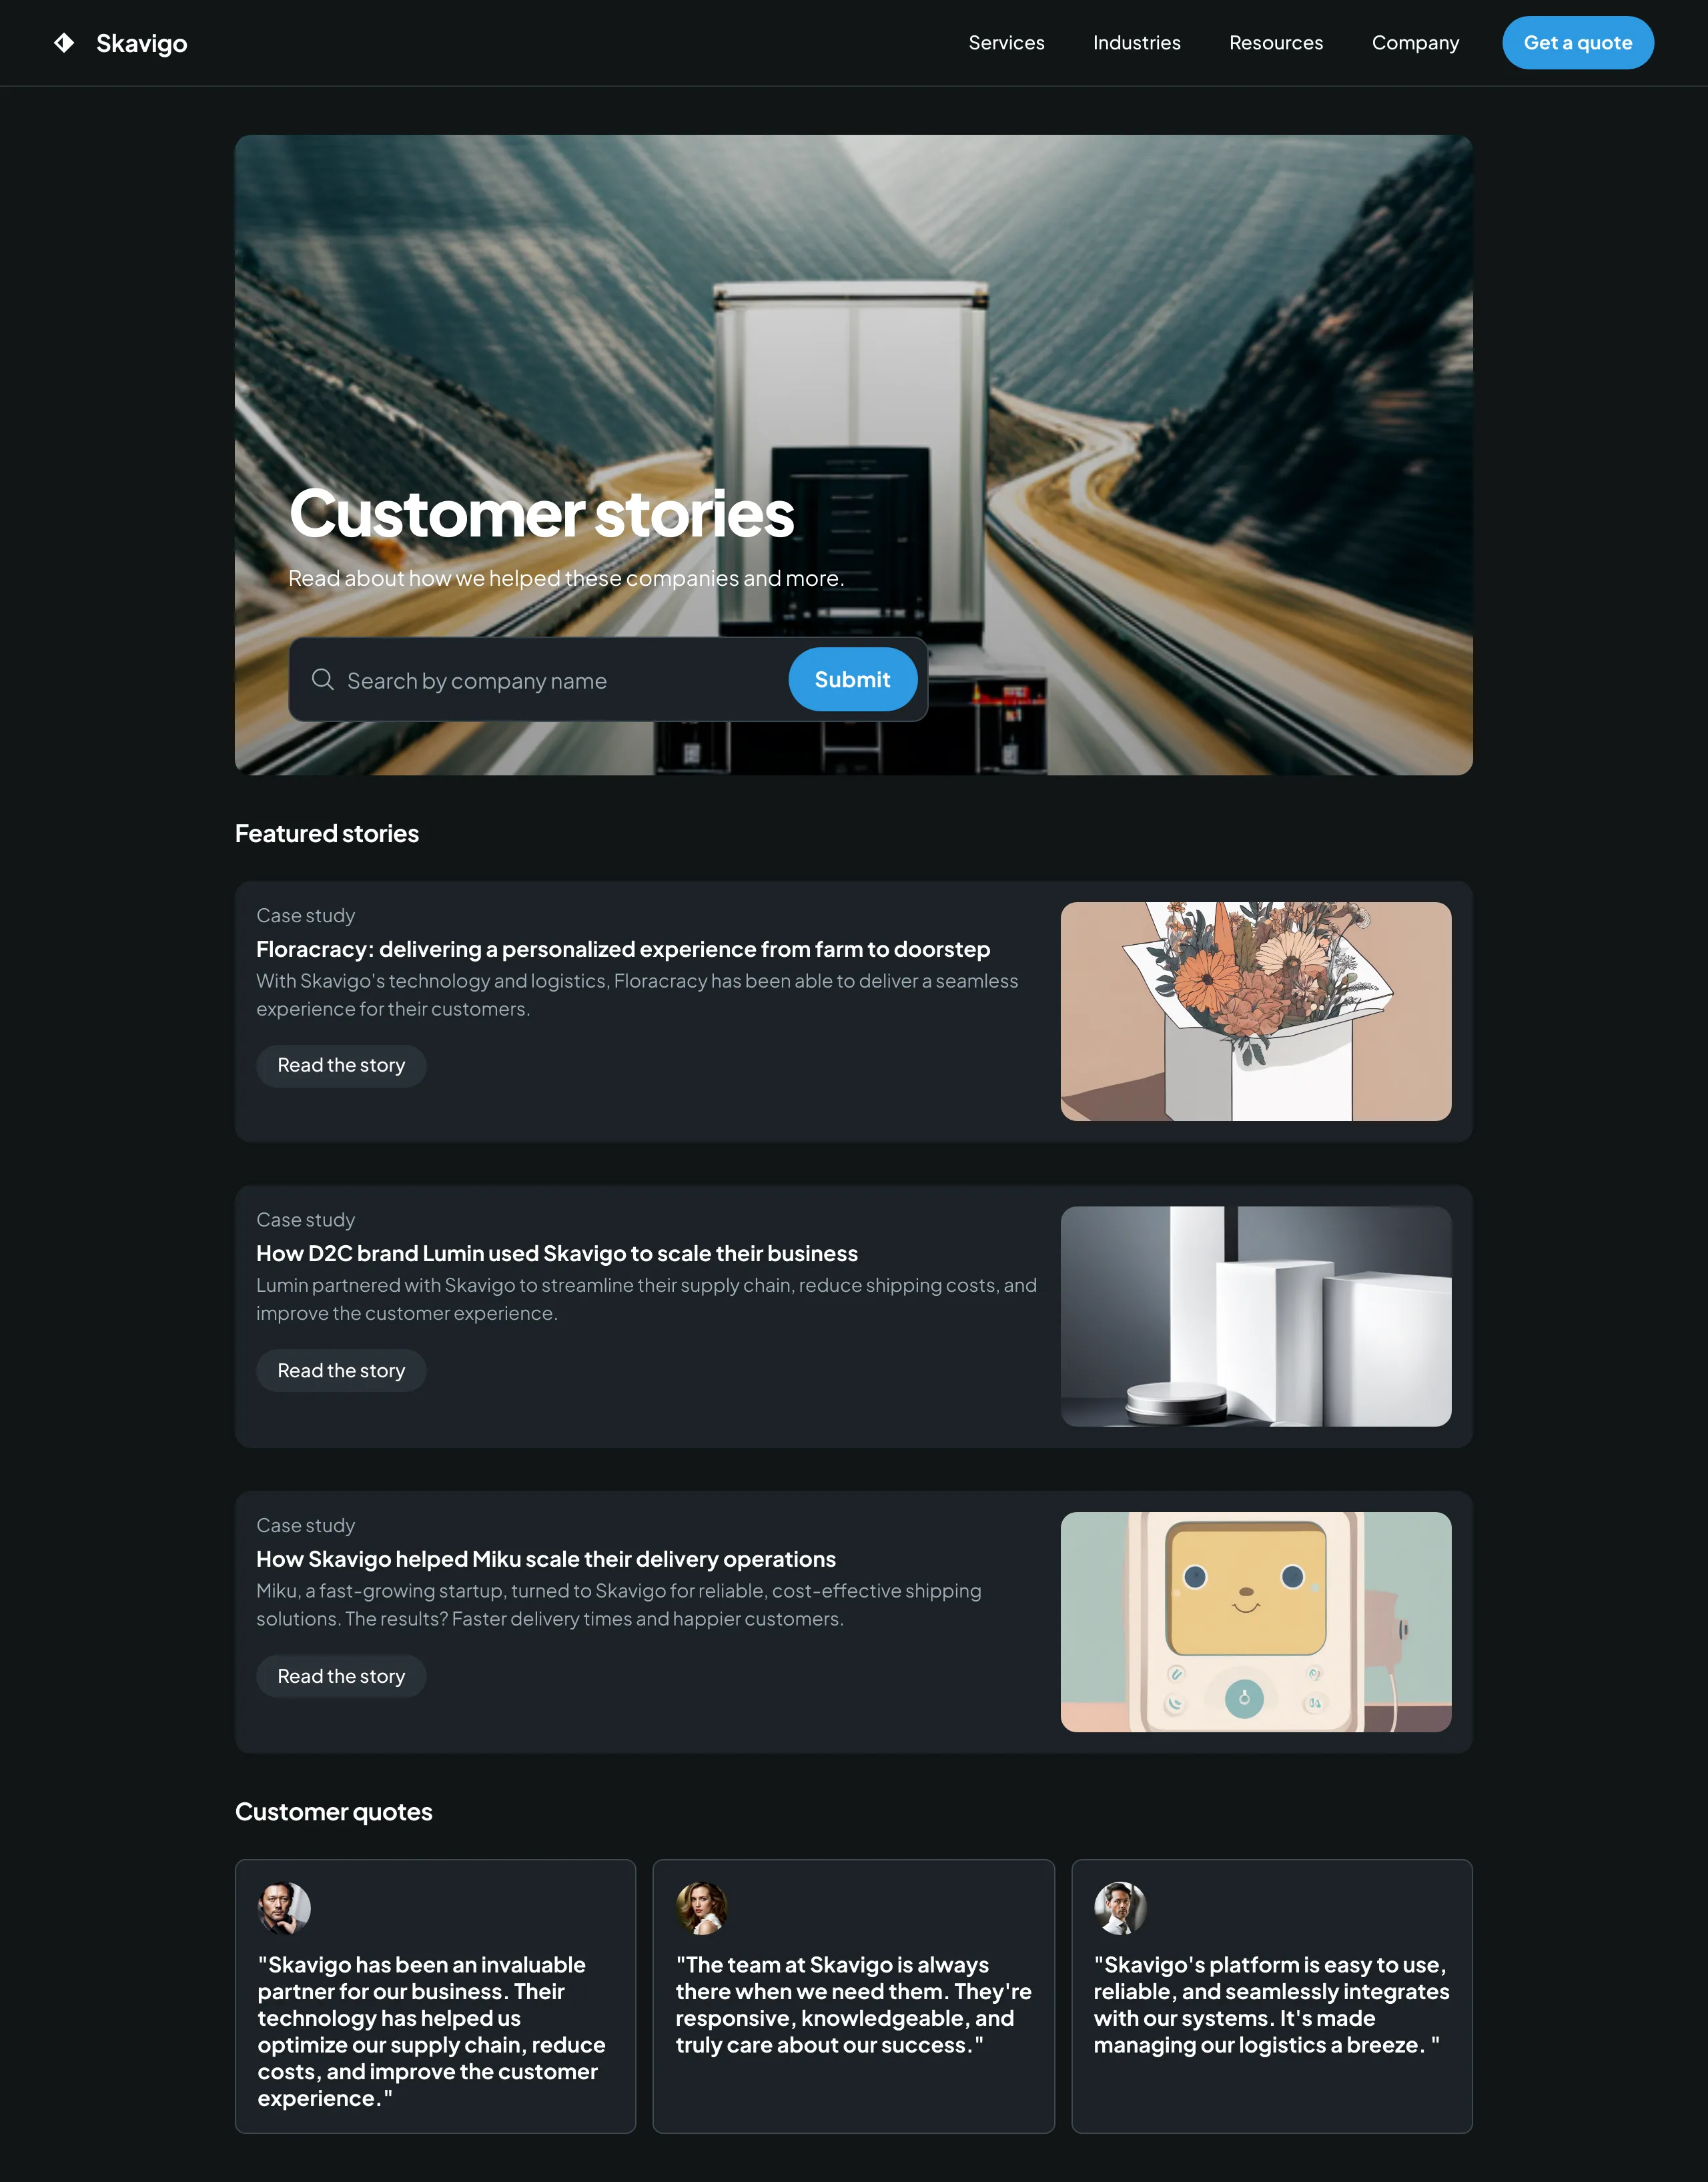 Skavigo
Services
Industries
Resources
Company
Get a quote
Customer stories
Read about how we helped these companies and more.
Search by company name
Submit
Featured stories
Case study
Floracracy: delivering a personalized experience from farm to doorstep
With Skavigo's technology and logistics, Floracracy has been able to deliver a seamless
experience for their customers.
Read the story
Case study
How D2C brand Lumin used Skavigo to scale their business
Lumin partnered with Skavigo to streamline their supply chain, reduce shipping costs, and
improve the customer experience.
Read the story
Case study
How Skavigo helped Miku scale their delivery operations
Miku, a fast-growing startup, turned to Skavigo for reliable, cost-effective shipping
solutions. The results? Faster delivery times and happier customers.
Read the story
Customer quotes
"Skavigo has been an invaluable
partner for our business. Their
technology has helped us
optimize our supply chain, reduce
costs, and improve the customer
experience."
"The team at Skavigo is always
there when we need them. They're
responsive, knowledgeable, and
truly care about our success."
"Skavigo's platform is easy to use,
reliable, and seamlessly integrates
with our systems. It's made
managing our logistics a breeze. "